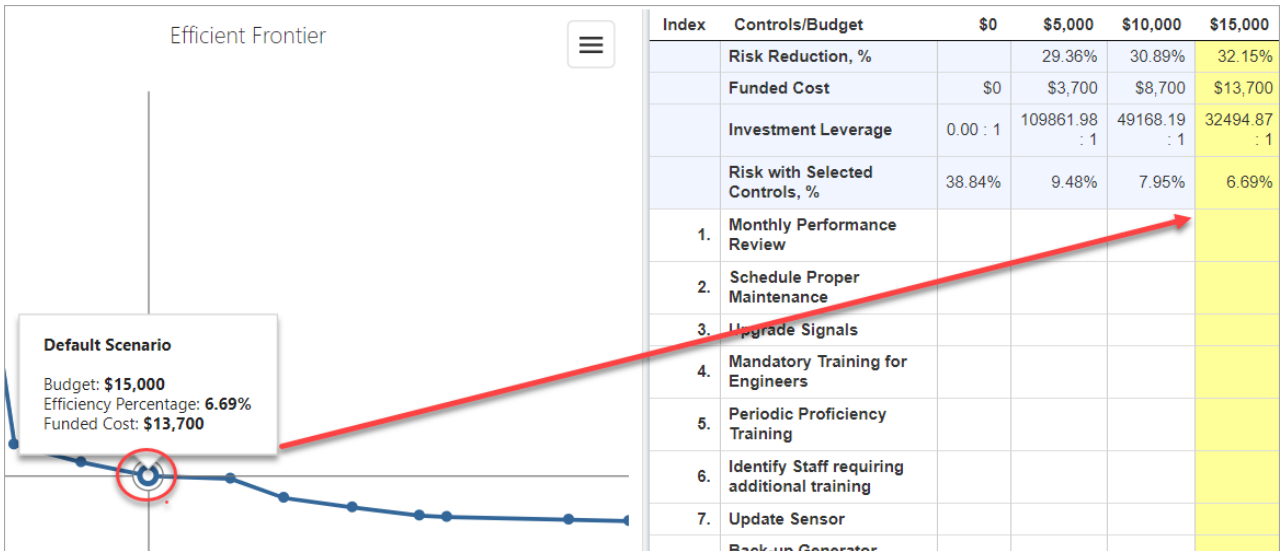 Efficient Frontier
Default Scenario
Budget: $15,000
Efficiency Percentage: 6.69%
Funded Cost: $13,700
Index Controls/Budget $0 $5,000 $10,000 $15,000
Risk Reduction, % 29.36% 30.89% 32.15%
Funded Cost $0 $3,700 $8,700 $13,700
Investment Leverage 0.00 : 1 109861.98 : 1 49168.19 : 1 32494.87 : 1
Risk with Selected
Controls, % 38.84% 9.48% 7.95% 6.69%
1. Monthly Performance
Review
2. Schedule Proper
Maintenance
3. Upgrade Signals
4. Mandatory Training for
Engineers
5. Periodic Proficiency
Training
6. Identify Staff requiring
additional training
7. Update Sensor
Back-up Generator